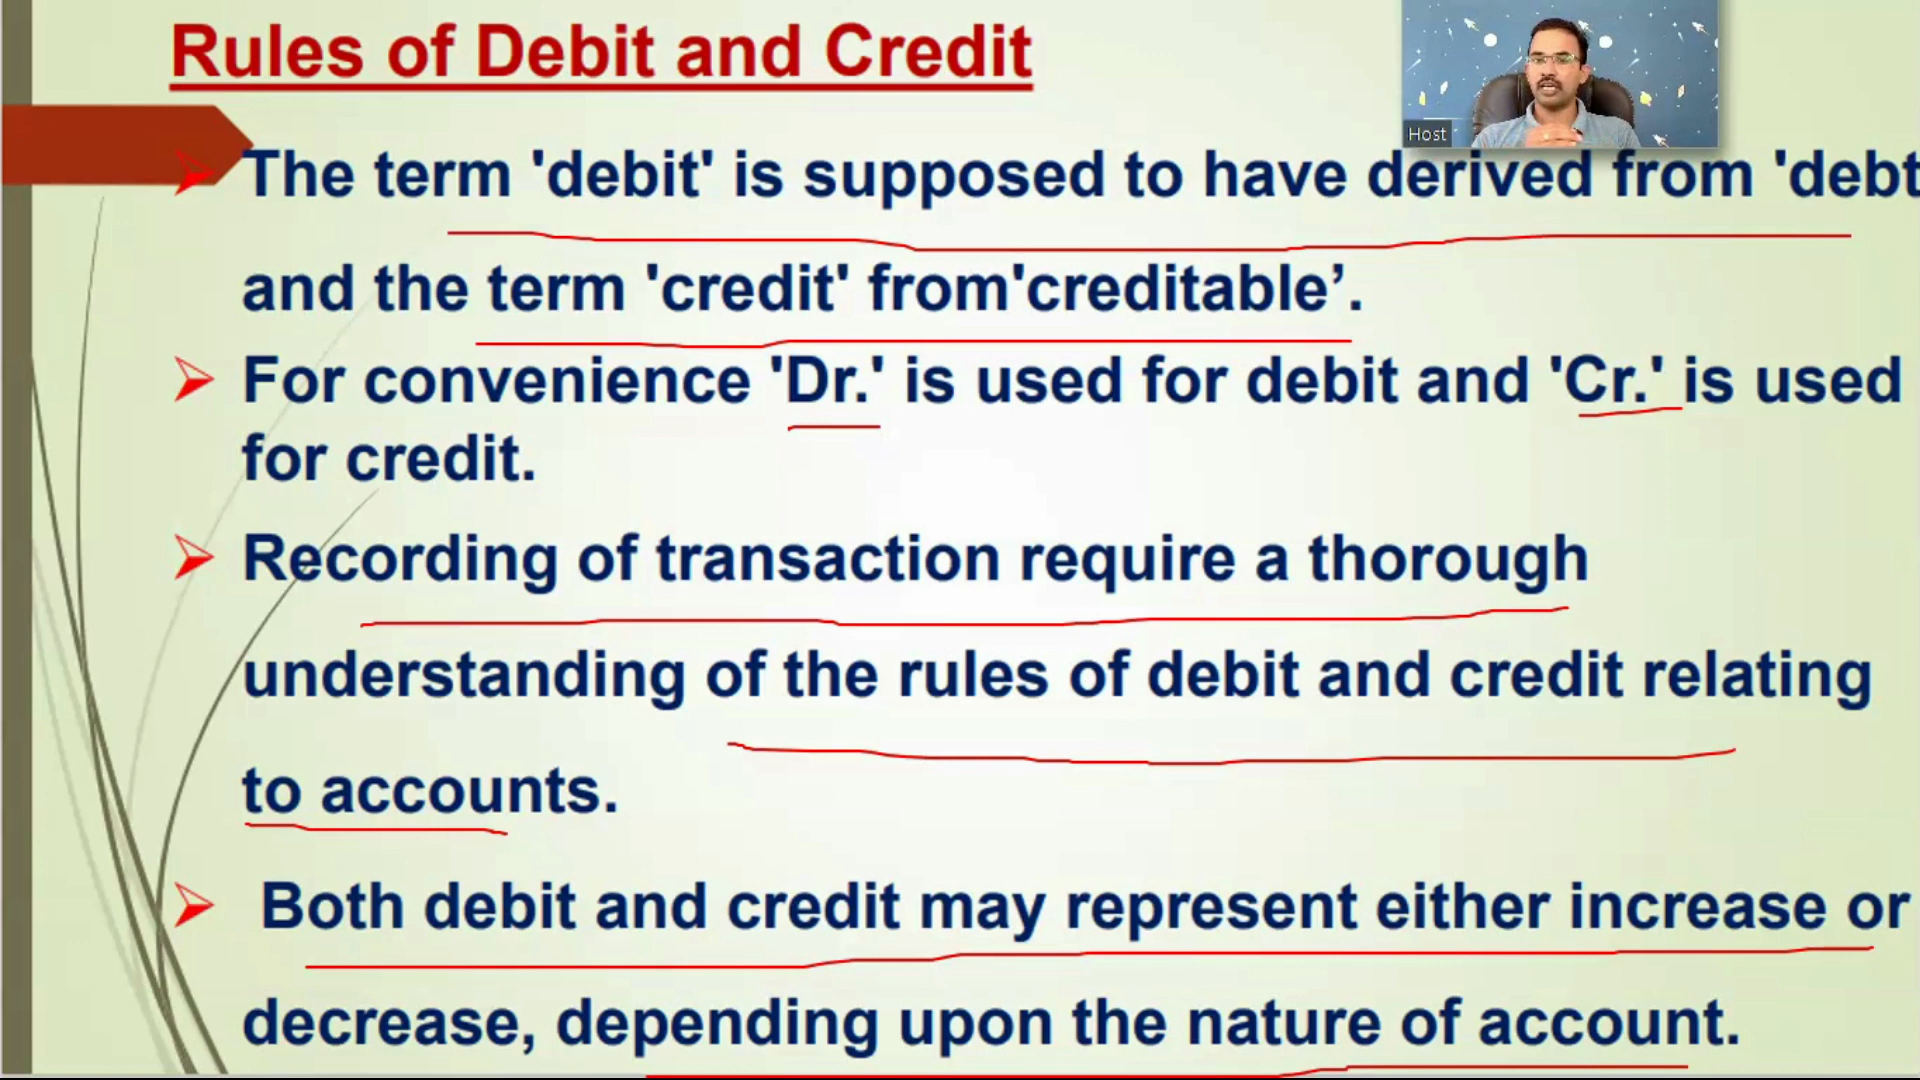 Rules of Debit and Credit
Host
The term 'debit' is supposed to have derived from 'debt
and the term 'credit' from'creditable’.
For convenience 'Dr.' is used for debit and 'Cr.' is used
for credit.
Recording of transaction require a thorough
understanding of the rules of debit and credit relating
to accounts.
Both debit and credit may represent either increase or
decrease, depending upon the nature of account.